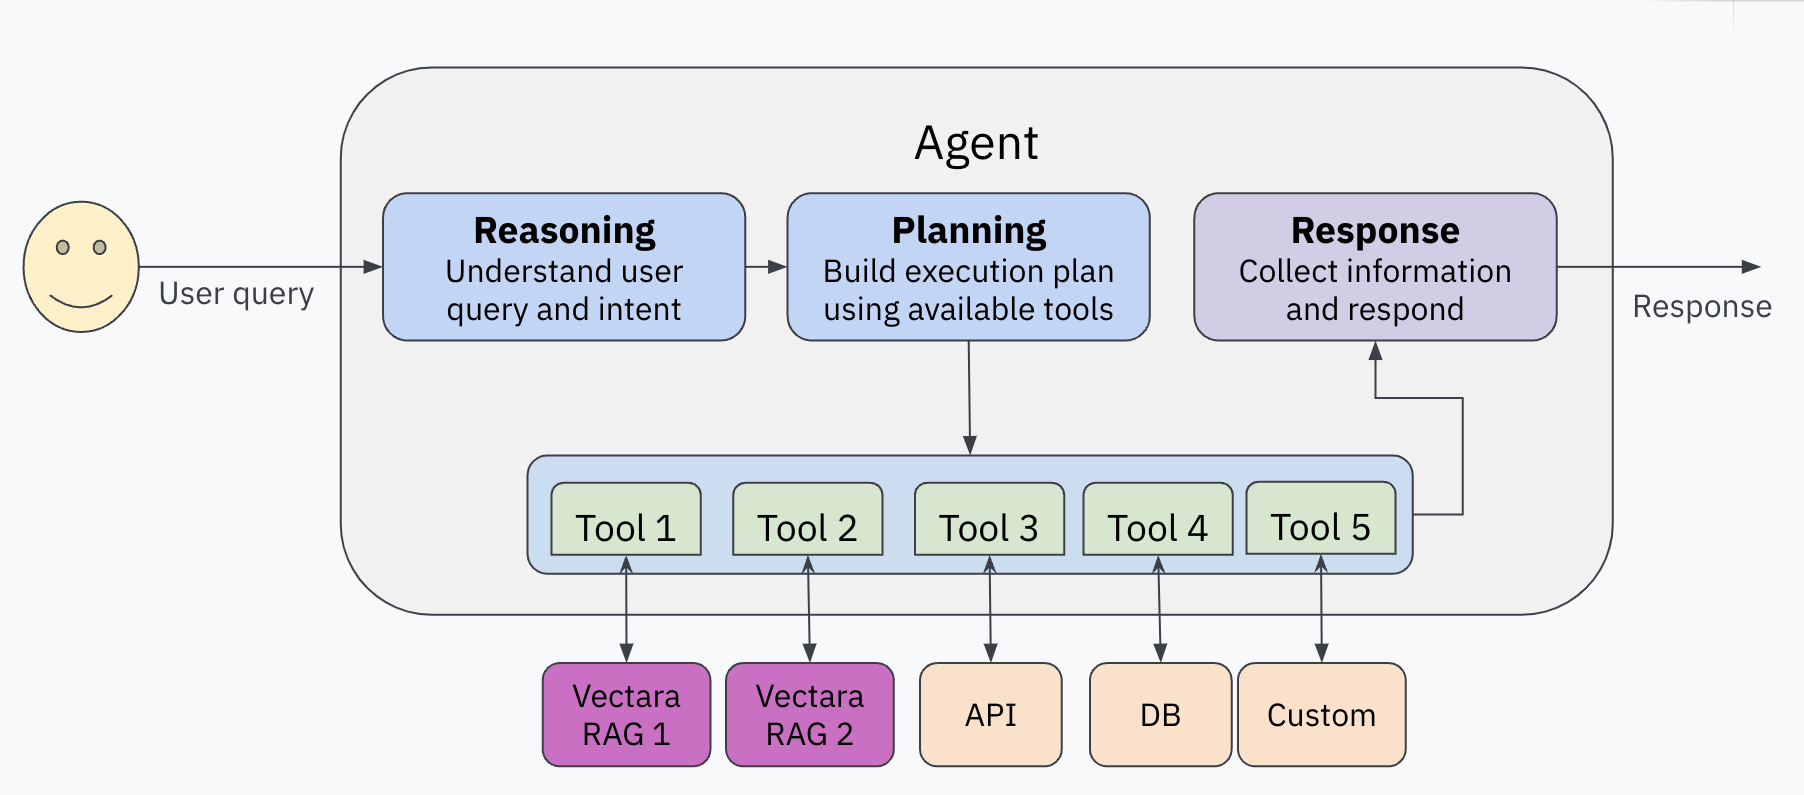 Agent
Reasoning
Understand user
query and intent
Planning
Build execution plan
using available tools
Response
Collect information
and respond
User query
Response
Tool 1
Tool 2
Tool 3
Tool 4
Tool 5
Vectara
RAG 1
Vectara
RAG 2
API
DB
Custom